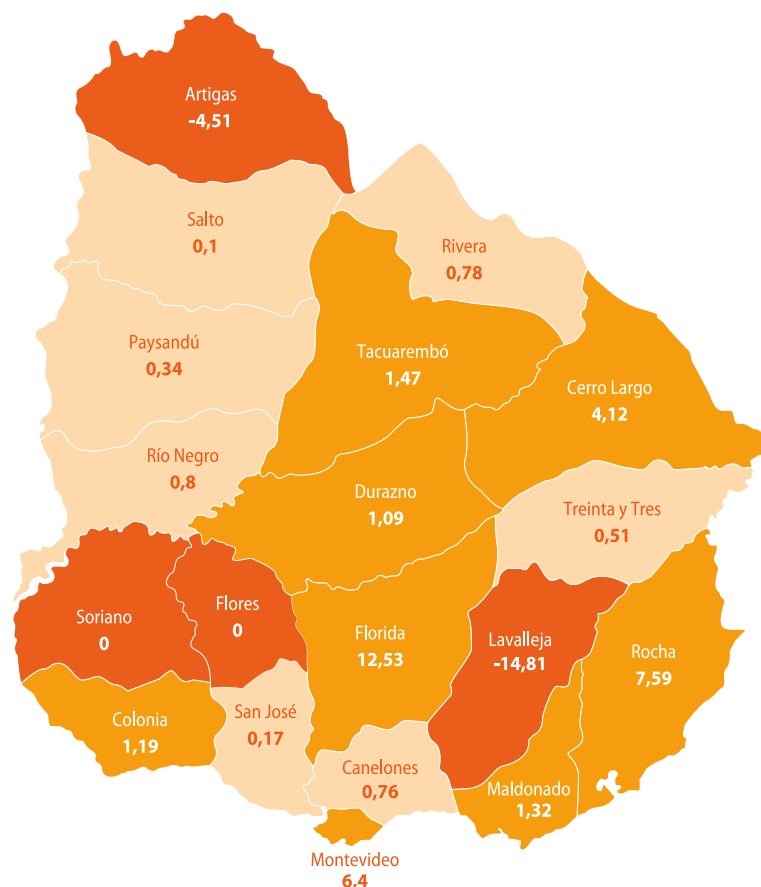 Artigas
-4,51
Salto
0,1
Rivera
0,78
Paysandú
0,34
Tacuarembó
1,47
Cerro Largo
4,12
Río Negro
0,8
Durazno
1,09
Treinta y Tres
0,51
Soriano
0
Flores
0
Florida
12,53
Lavalleja
-14,81
Rocha
7,59
Colonia
1,19
San José
0,17
Canelones
0,76
Maldonado
1,32
Montevideo
6,4